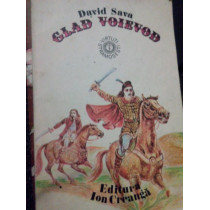 David Sava
GLAD VOIEVOD
Editura
Ion Creangă